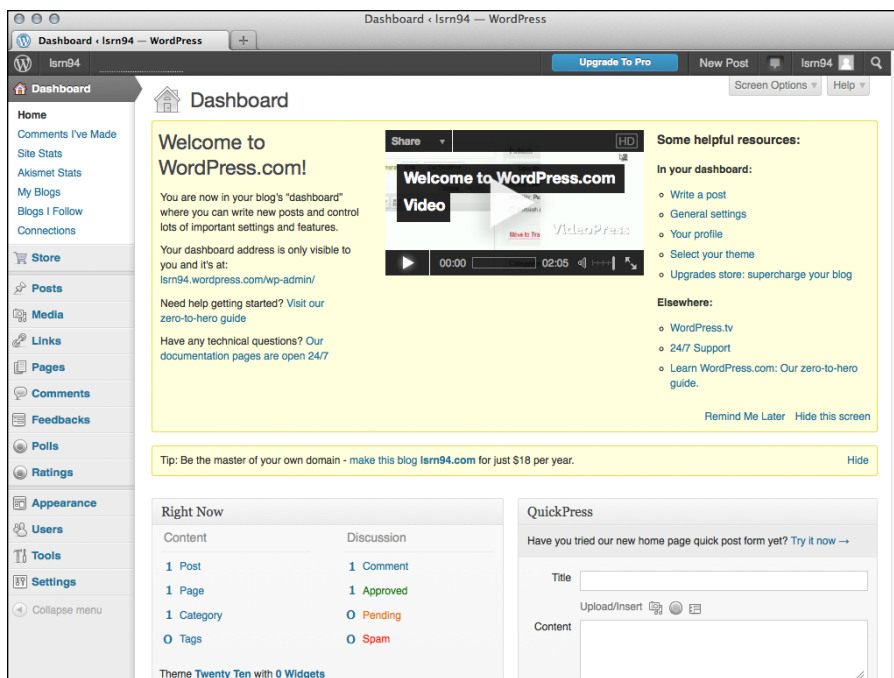 Dashboard ‹ lsrn94 — WordPress
Dashboard ‹ lsrn94 — WordPress
lsrn94
Upgrade To Pro
New Post
lsrn94
Dashboard
Home
Comments I've Made
Site Stats
Akismet Stats
My Blogs
Blogs I Follow
Connections
Store
Posts
Media
Links
Pages
Comments
Feedbacks
Polls
Ratings
Appearance
Users
Tools
Settings
Collapse menu
Screen Options
Help
Dashboard
Welcome to
WordPress.com!
You are now in your blog's “dashboard”
where you can write new posts and control
lots of important settings and features.
Your dashboard address is only visible to
you and it's at:
lsrn94.wordpress.com/wp-admin/
Need help getting started? Visit our
zero-to-hero guide
Have any technical questions? Our
documentation pages are open 24/7
Share
HD
Welcome to WordPress.com
Video
Move to Tra
VideoPress
00:00
02:05
Some helpful resources:
In your dashboard:
Write a post
General settings
Your profile
Select your theme
Upgrades store: supercharge your blog
Elsewhere:
WordPress.tv
24/7 Support
Learn WordPress.com: Our zero-to-hero
guide.
Remind Me Later Hide this screen
Tip: Be the master of your own domain - make this blog lsrn94.com for just $18 per year.
Hide
Right Now
Content
Discussion
1 Post
1 Comment
1 Page
1 Approved
1 Category
0 Pending
0 Tags
0 Spam
Theme Twenty Ten with 0 Widgets
QuickPress
Have you tried our new home page quick post form yet? Try it now →
Title
Upload/Insert
Content